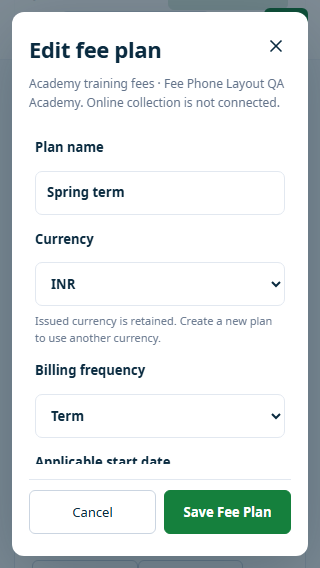 Edit fee plan
Academy training fees · Fee Phone Layout QA
Academy. Online collection is not connected.
Plan name
Spring term
Currency
INR
Issued currency is retained. Create a new plan
to use another currency.
Billing frequency
Term
Applicable start date
Cancel
Save Fee Plan